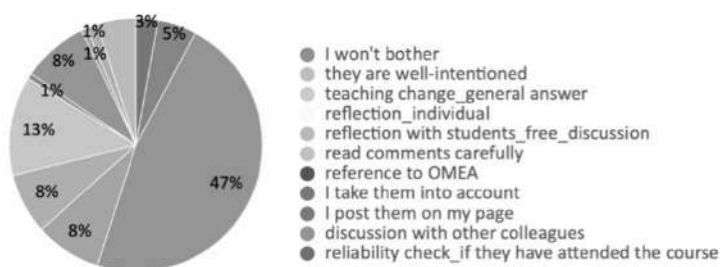 1%
3%
5%
8%
1%
1%
13%
47%
8%
8%
I won't bother
they are well-intentioned
teaching change_general answer
reflection_individual
reflection with students_free_discussion
read comments carefully
reference to OMEA
I take them into account
I post them on my page
discussion with other colleagues
reliability check_if they have attended the course